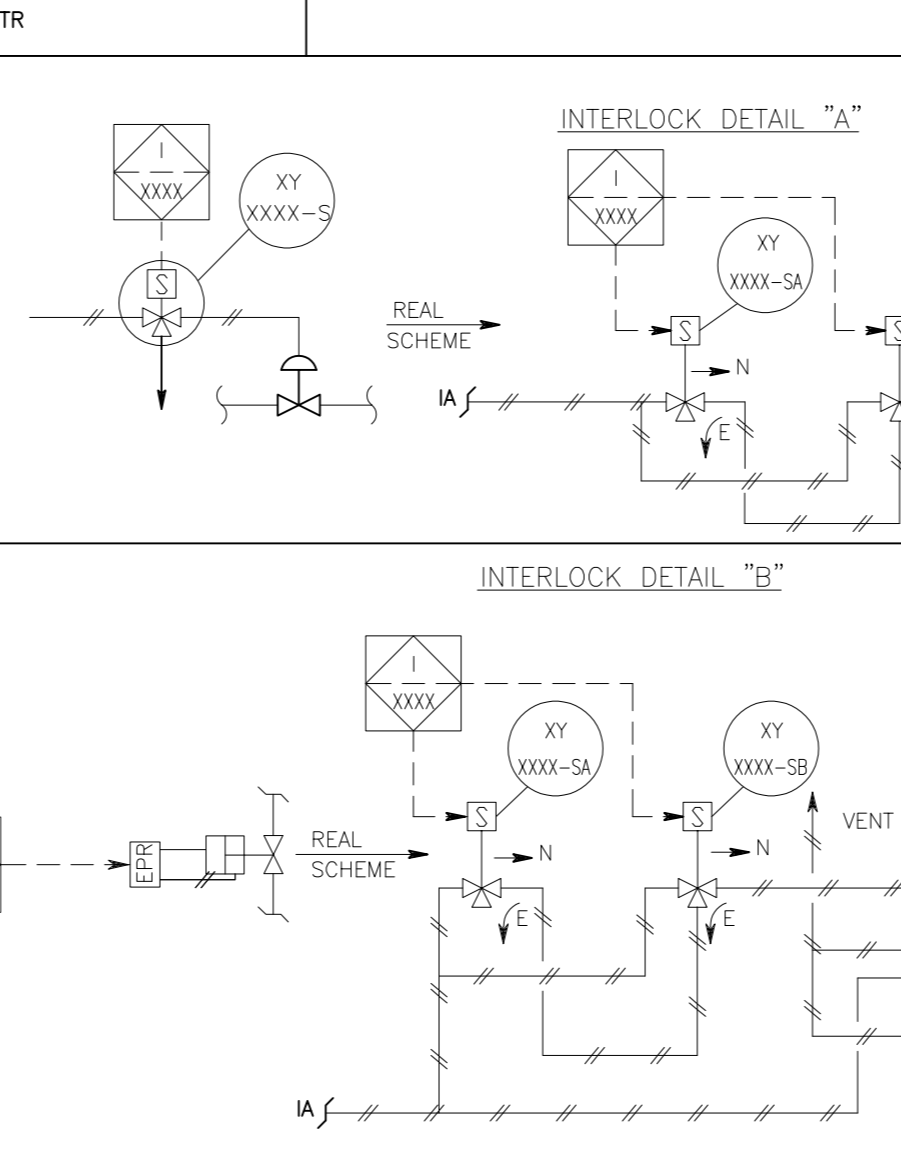 TR
INTERLOCK DETAIL "A"
I
XXXX
XY
XXXX-S
I
XXXX
XY
XXXX-SA
S
REAL
SCHEME
S
S
N
IA
E
INTERLOCK DETAIL "B"
I
XXXX
XY
XXXX-SA
XY
XXXX-SB
S
S
VENT
EPR
REAL
SCHEME
N
N
E
E
IA